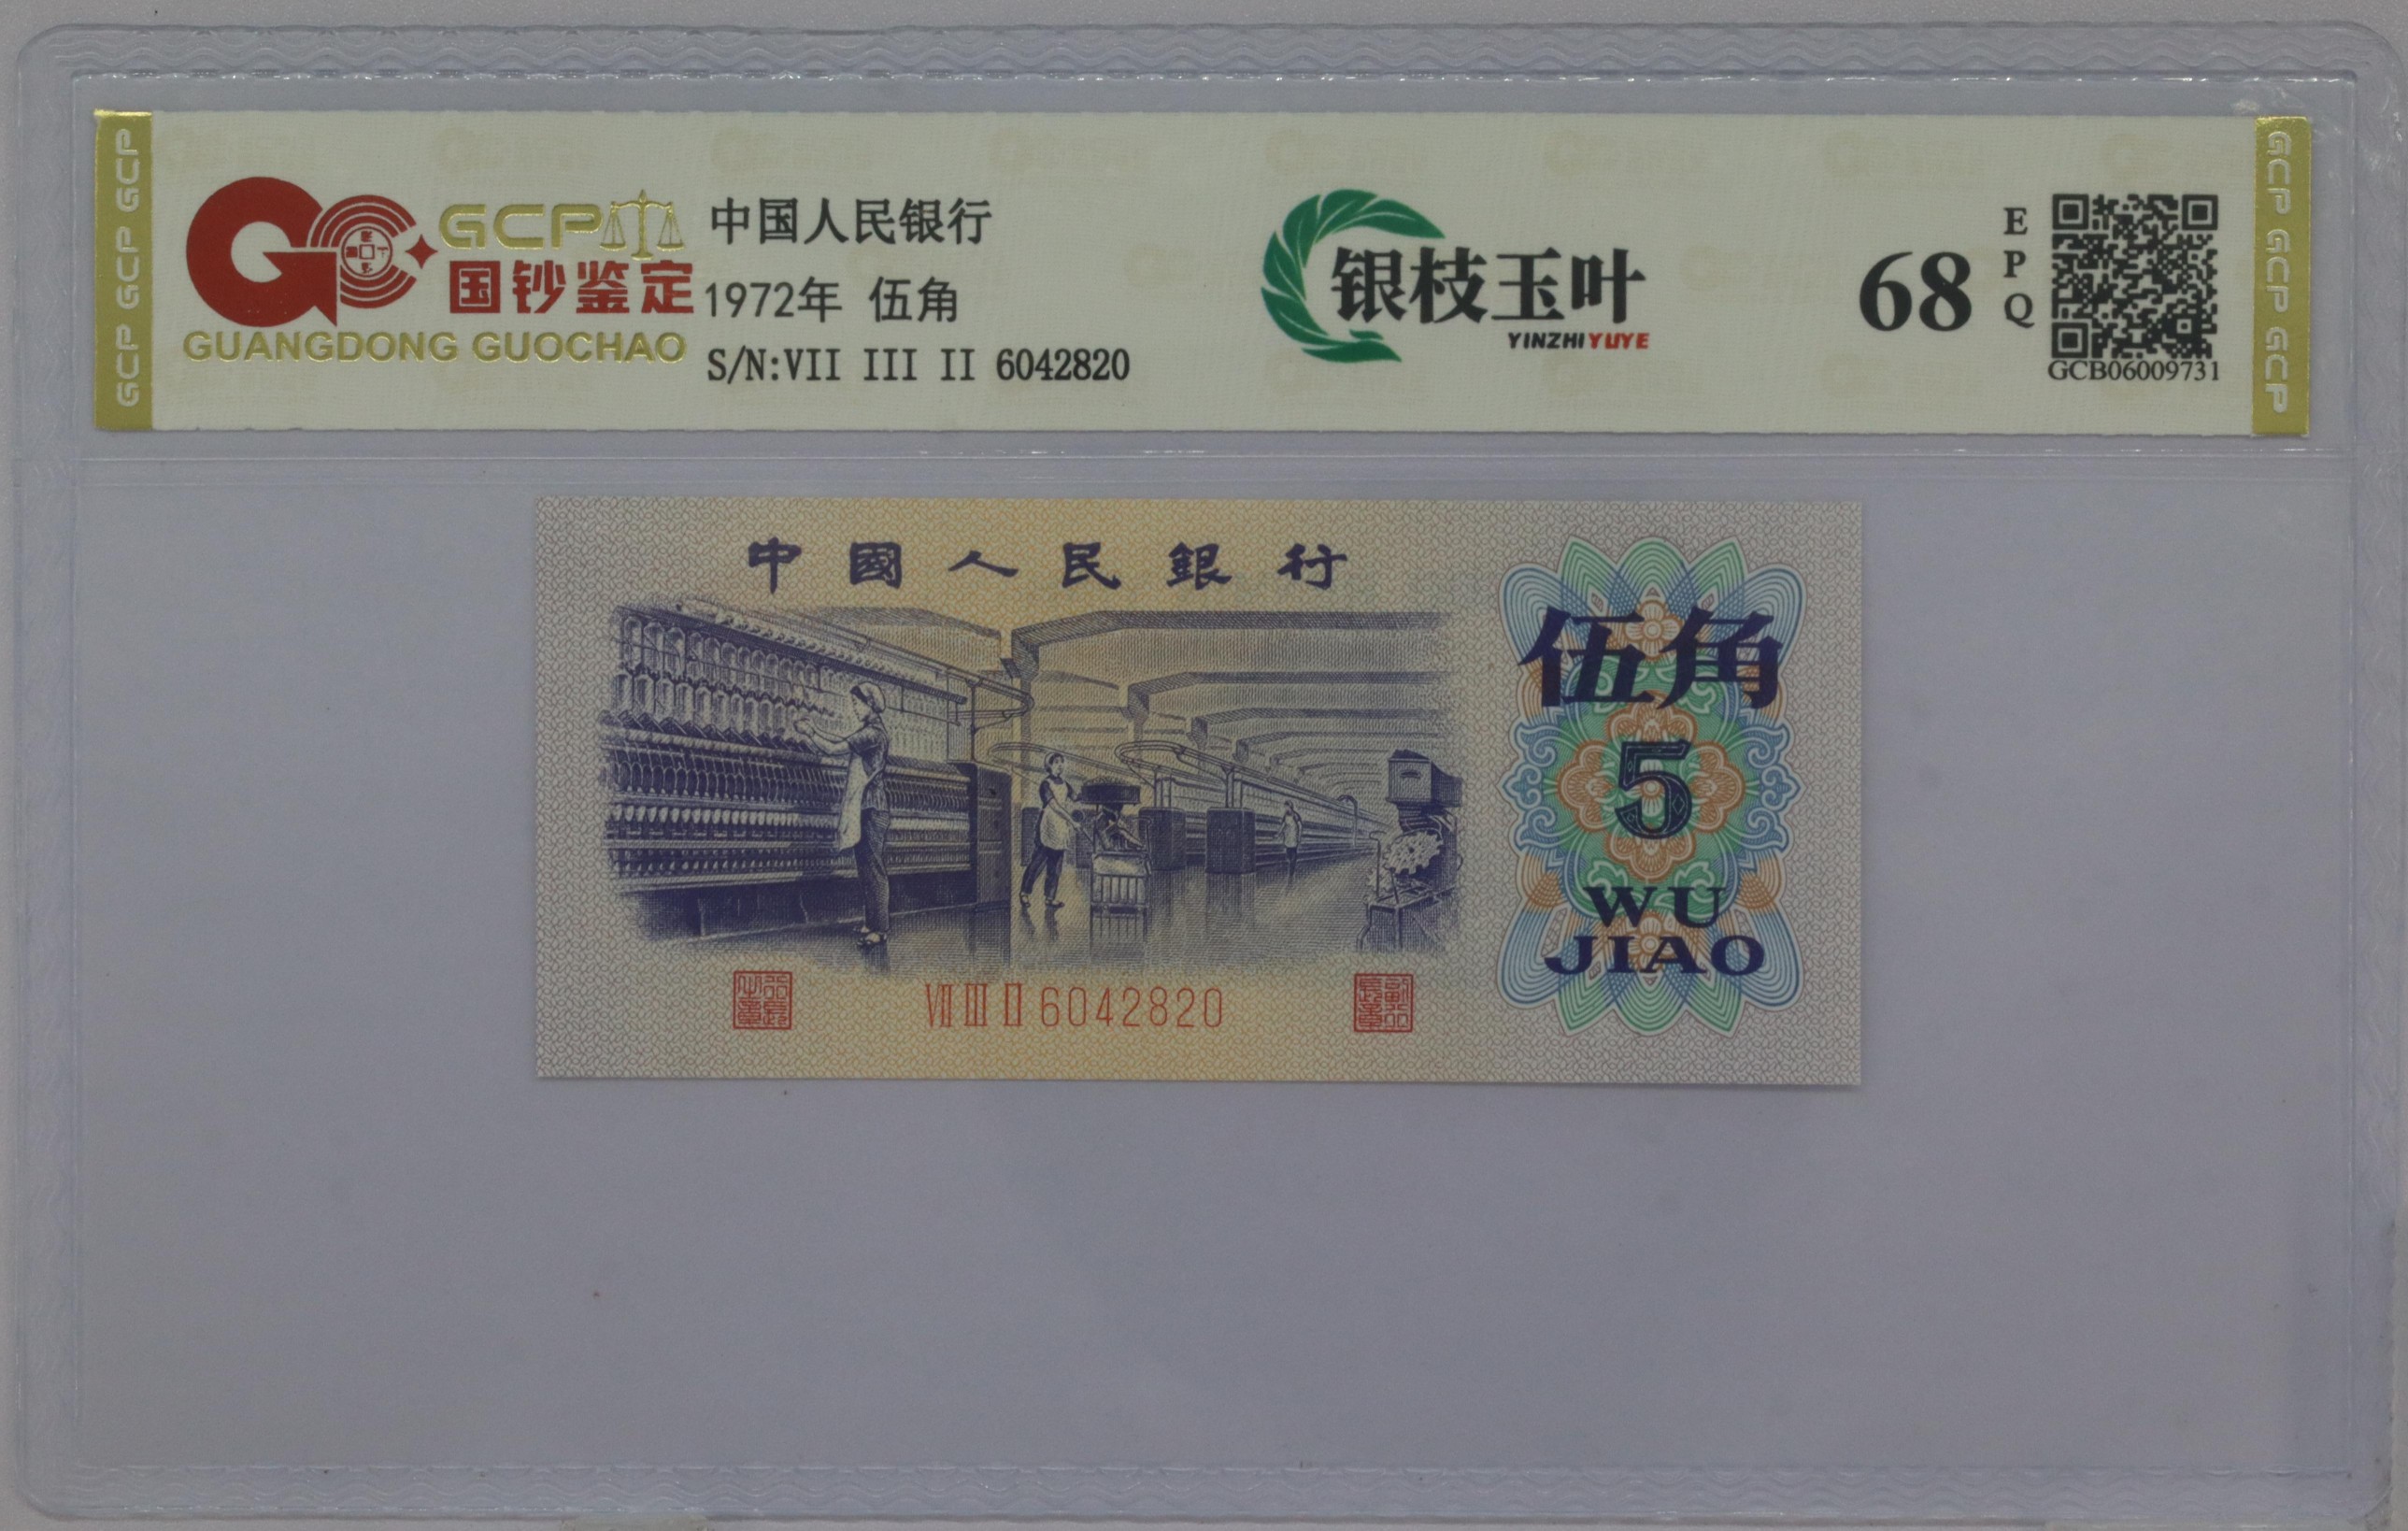 GCP GCP GCP
GCP
国钞鉴定
GUANGDONG GUOCHAO
中国人民银行
1972年 伍角
S/N:VII III II 6042820
银枝玉叶
YINZHIYUYE
68
EPQ
GCB06009731
GCP GCP GCP
中國人民銀行
伍角
5
WU
JIAO
VII III II 6042820